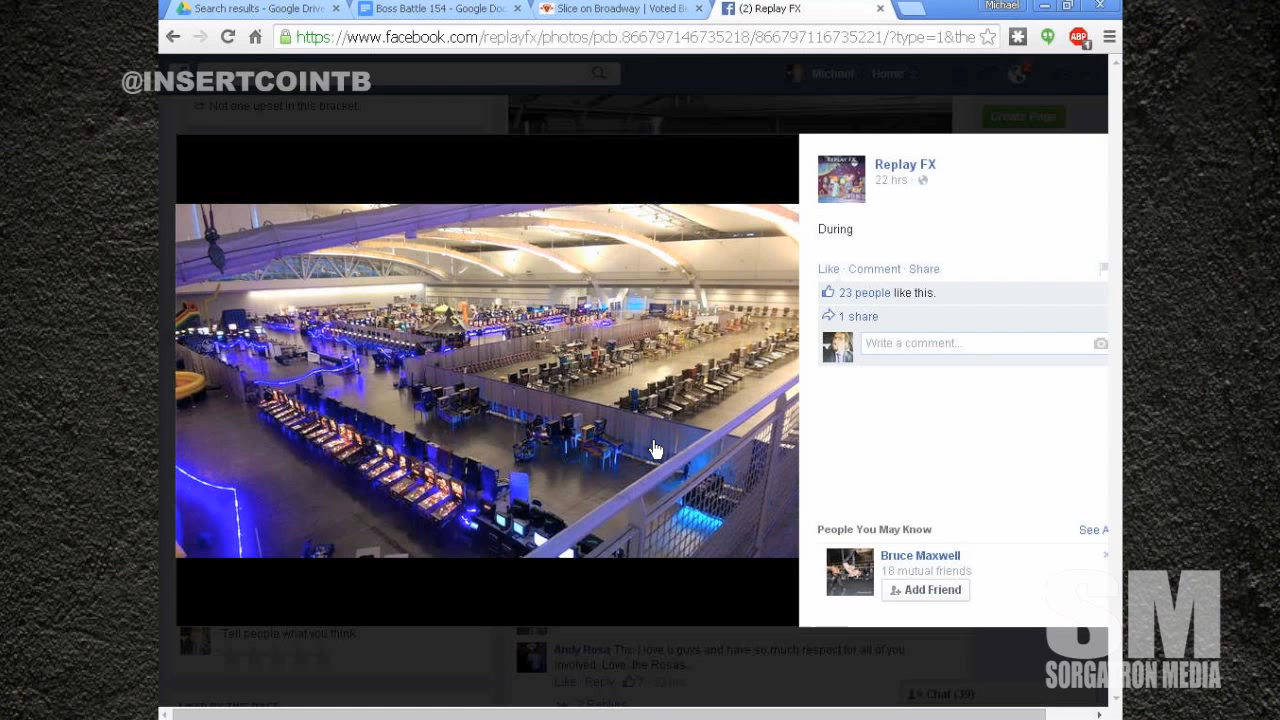 Search results - Google Drive
Boss Battle 154 - Google Doc
Slice on Broadway | Voted B
(2) Replay FX
Michael
https://www.facebook.com/replayfx/photos/pcb.866797146735218/866797116735221/?type=1&the
ABP
1
@INSERTCOINTB
Michael
Home
Not one upset in this bracket.
Create Page
Replay FX
22 hrs
During
Like · Comment · Share
23 people like this.
1 share
Write a comment...
People You May Know
See A
Bruce Maxwell
18 mutual friends
Add Friend
Tell people what you think
Andy Rosa This I love u guys and have so much respect for all of you
involved. Love, the Rosas.
Like · Reply
7
Chat (39)
SM
SORGATRON MEDIA